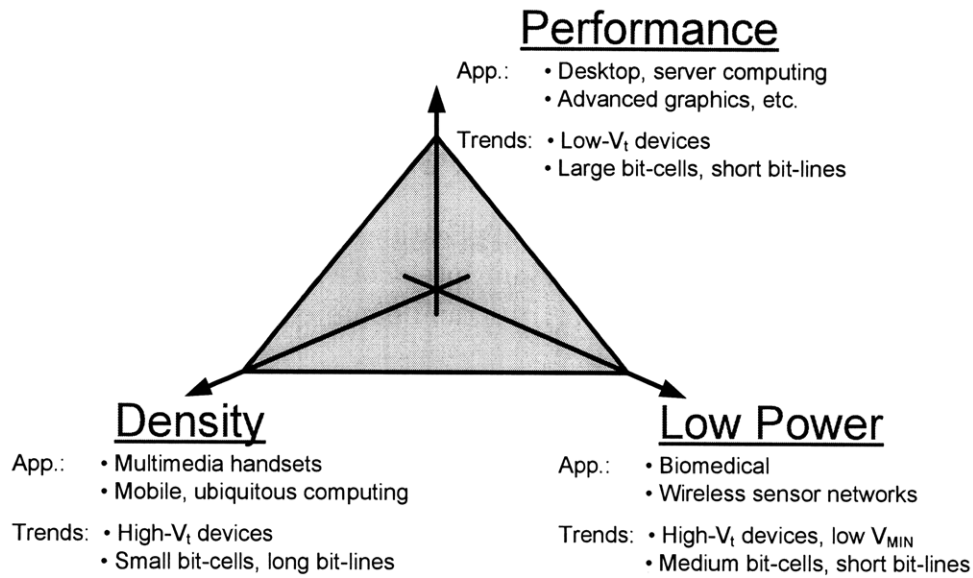 Performance
App.: • Desktop, server computing
• Advanced graphics, etc.
Trends: • Low-Vt devices
• Large bit-cells, short bit-lines
Density
App.: • Multimedia handsets
• Mobile, ubiquitous computing
Trends: • High-Vt devices
• Small bit-cells, long bit-lines
Low Power
App.: • Biomedical
• Wireless sensor networks
Trends: • High-Vt devices, low VMIN
• Medium bit-cells, short bit-lines